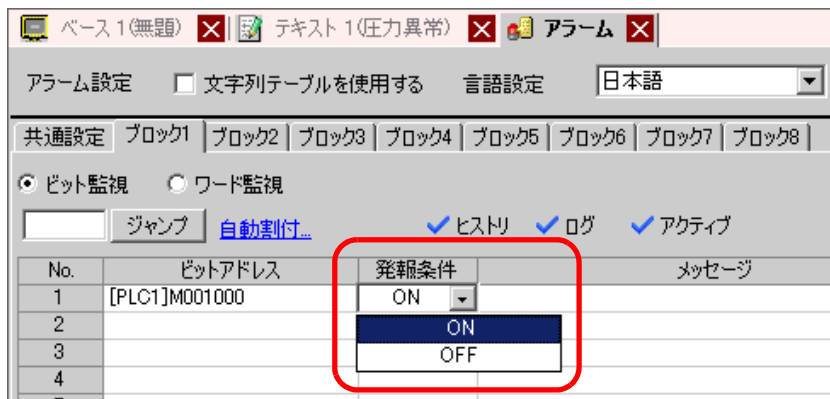 ベース 1(無題) テキスト 1(圧力異常) アラーム
アラーム設定 文字列テーブルを使用する 言語設定 日本語
共通設定 ブロック1 ブロック2 ブロック3 ブロック4 ブロック5 ブロック6 ブロック7 ブロック8
ビット監視 ワード監視
ジャンプ 自動割付... ヒストリ ログ アクティブ
No. ビットアドレス 発報条件 メッセージ
1 [PLC1]M001000 ON
2 ON
3 OFF
4